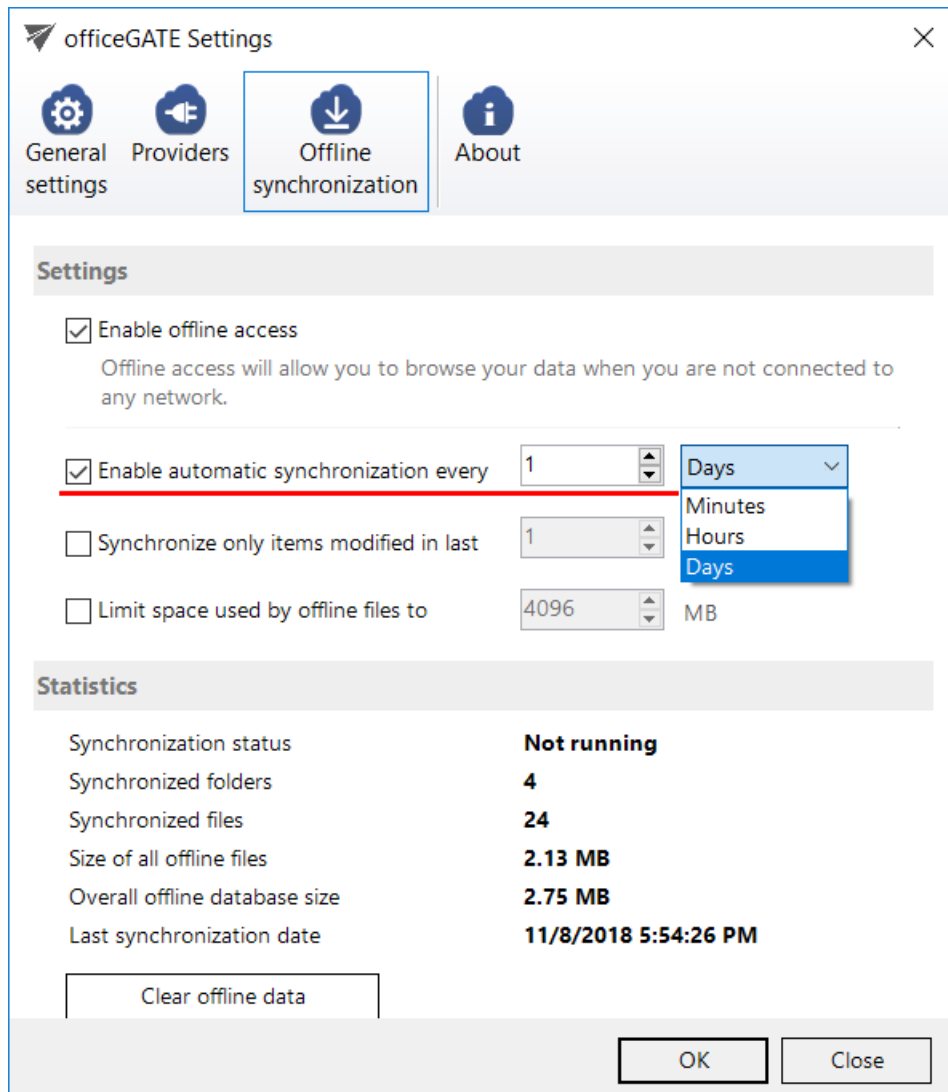 officeGATE Settings
General settings
Providers
Offline synchronization
About
Settings
Enable offline access
Offline access will allow you to browse your data when you are not connected to
any network.
Enable automatic synchronization every 1 Days
Minutes
Hours
Days
Synchronize only items modified in last 1
Limit space used by offline files to 4096 MB
Statistics
Synchronization status Not running
Synchronized folders 4
Synchronized files 24
Size of all offline files 2.13 MB
Overall offline database size 2.75 MB
Last synchronization date 11/8/2018 5:54:26 PM
Clear offline data
OK Close